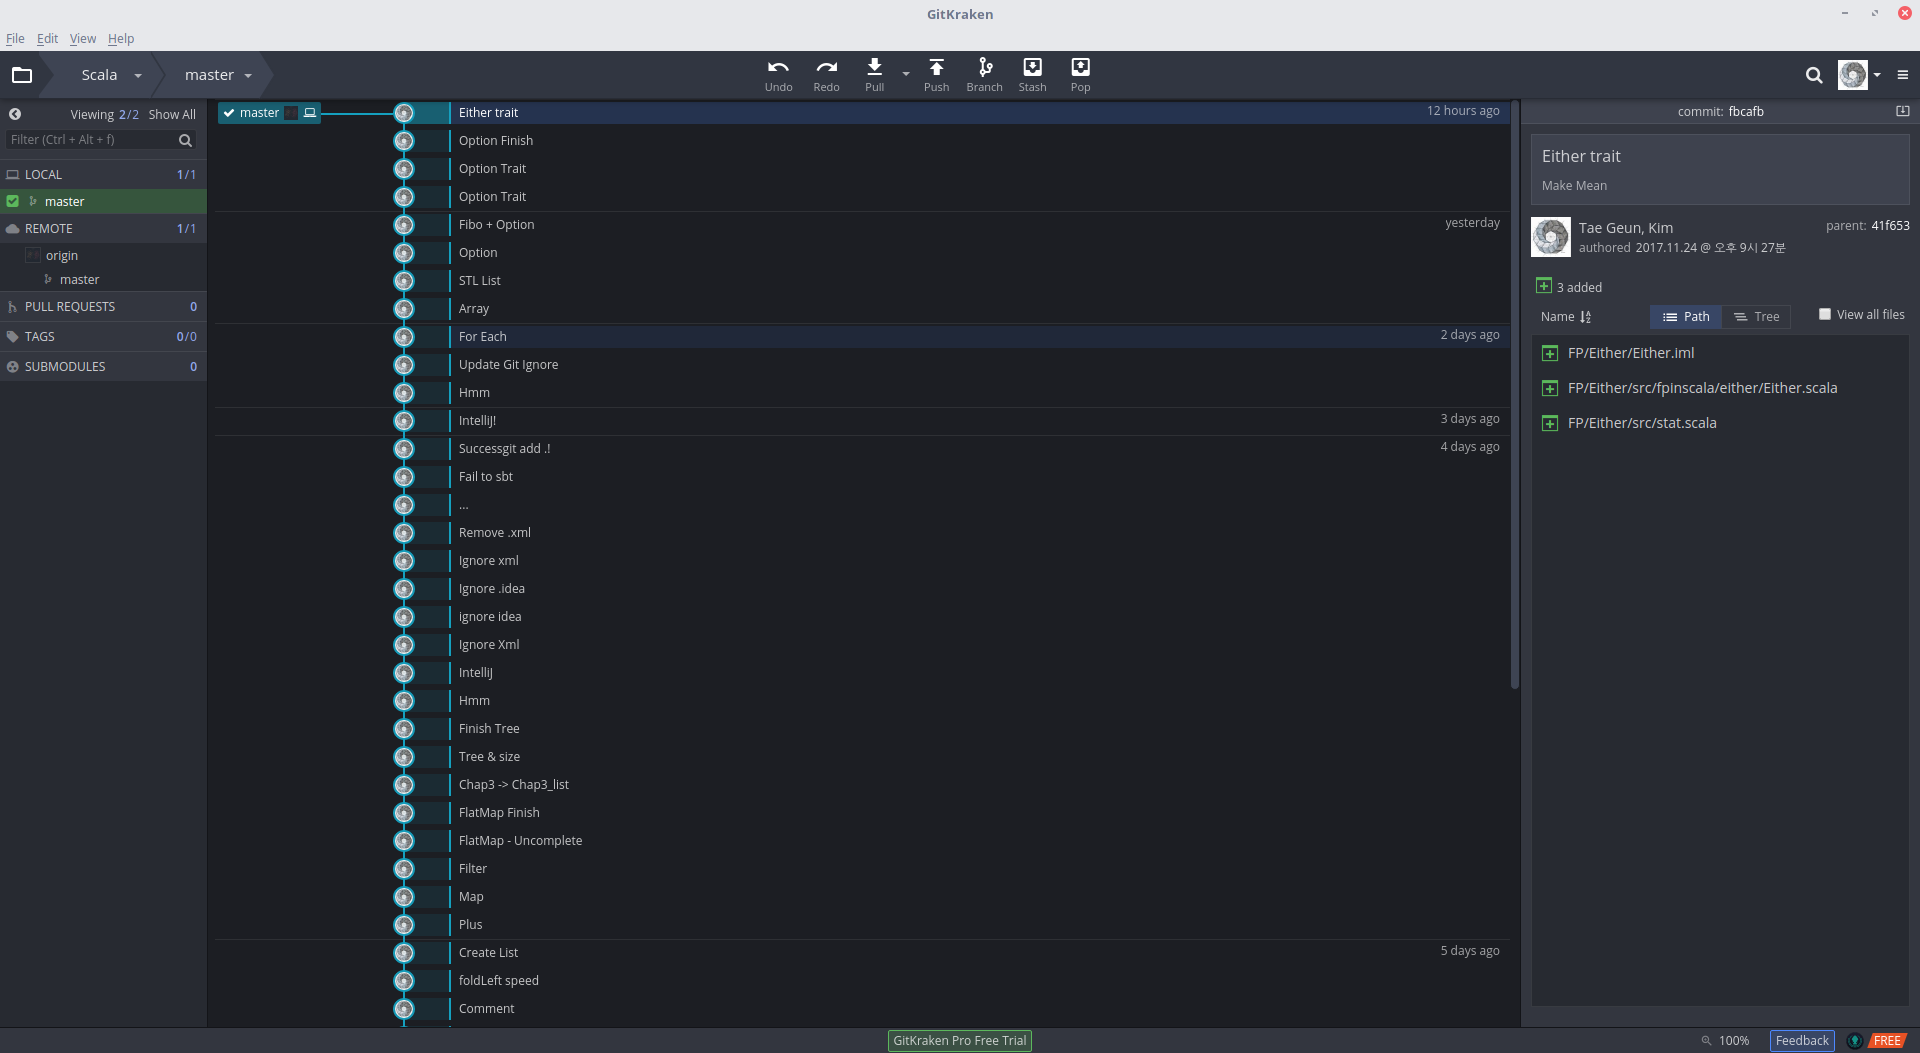 GitKraken
File Edit View Help
Scala master Undo Redo Pull Push Branch Stash Pop
Viewing 2/2 Show All
Filter (Ctrl + Alt + f)
LOCAL 1/1
master
REMOTE 1/1
origin
master
PULL REQUESTS 0
TAGS 0/0
SUBMODULES 0
master Either trait 12 hours ago
Option Finish
Option Trait
Option Trait
Fibo + Option yesterday
Option
STL List
Array
For Each 2 days ago
Update Git Ignore
Hmm
IntelliJ! 3 days ago
Successgit add .! 4 days ago
Fail to sbt
...
Remove .xml
Ignore xml
Ignore .idea
ignore idea
Ignore Xml
IntelliJ
Hmm
Finish Tree
Tree & size
Chap3 -> Chap3_list
FlatMap Finish
FlatMap - Uncomplete
Filter
Map
Plus
Create List 5 days ago
foldLeft speed
Comment
commit: fbcafb
Either trait
Make Mean
Tae Geun, Kim parent: 41f653
authored 2017.11.24 @ 오후 9시 27분
3 added
Name Path Tree View all files
FP/Either/Either.iml
FP/Either/src/fpinscala/either/Either.scala
FP/Either/src/stat.scala
GitKraken Pro Free Trial 100% Feedback FREE